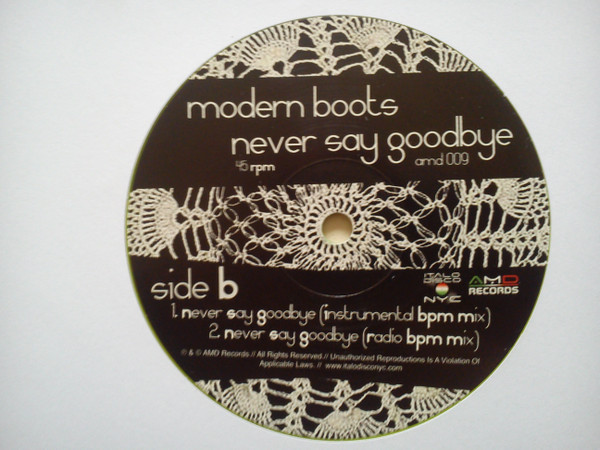 modern boots
never say goodbye
45 rpm
amd 009
side b
ITALO
DISCO
NYC
AMD
RECORDS
1. never say goodbye (instrumental bpm mix)
2. never say goodbye (radio bpm mix)
℗ & © AMD Records // All Rights Reserved // Unauthorized Reproductions Is A Violation Of
Applicable Laws. // www.italodisconyc.com